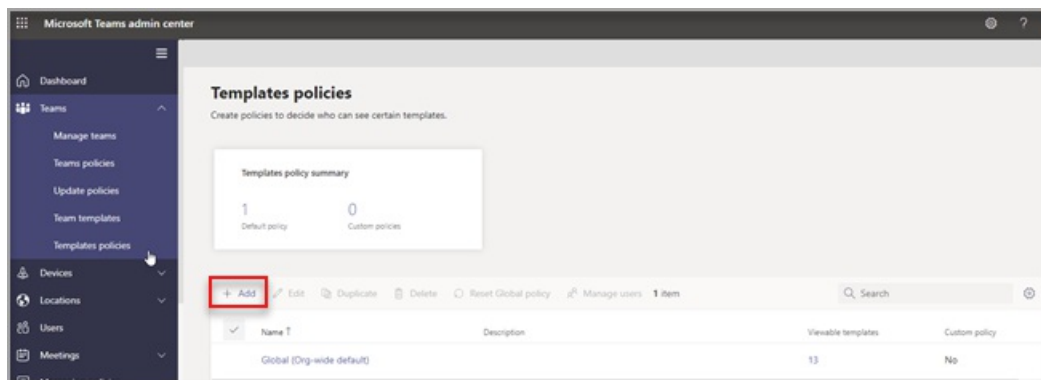 Microsoft Teams admin center
?
Dashboard
Teams
Manage teams
Teams policies
Update policies
Team templates
Templates policies
Devices
Locations
Users
Meetings
Templates policies
Create policies to decide who can see certain templates.
Templates policy summary
1 0
Default policy Custom policies
+ Add Edit Duplicate Delete Reset Global policy Manage users 1 item Search
Name ↑ Description Viewable templates Custom policy
Global (Org-wide default) 13 No